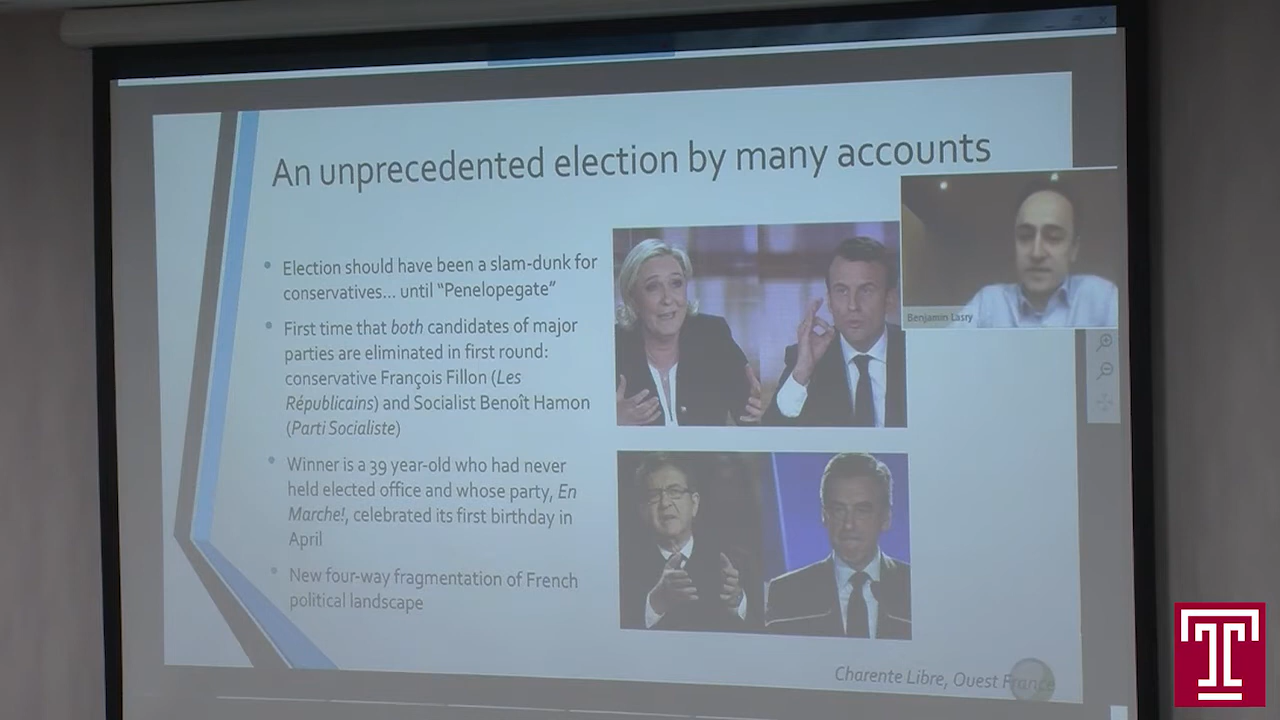 An unprecedented election by many accounts
Election should have been a slam-dunk for
conservatives... until “Penelopegate”
First time that both candidates of major
parties are eliminated in first round:
conservative François Fillon (Les
Républicains) and Socialist Benoît Hamon
(Parti Socialiste)
Winner is a 39 year-old who had never
held elected office and whose party, En
Marche!, celebrated its first birthday in
April
New four-way fragmentation of French
political landscape
Benjamin Lasry
Charente Libre, Ouest France
T